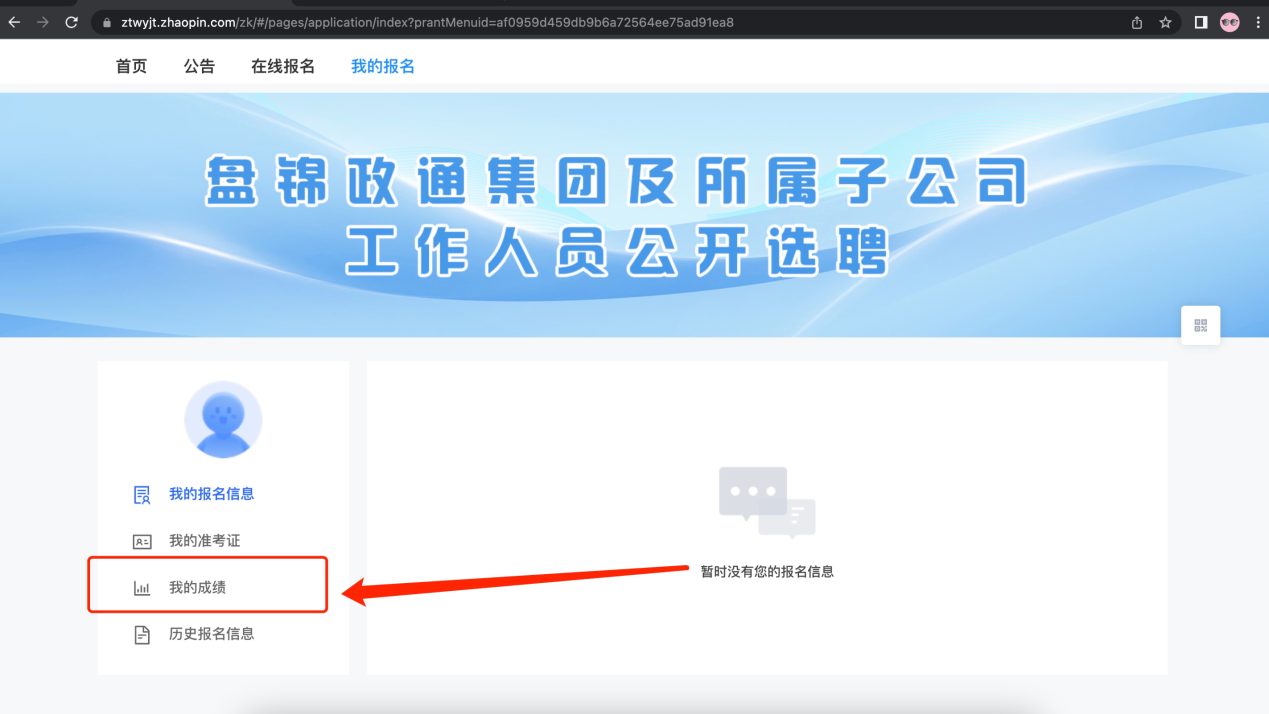 ztwyjt.zhaopin.com/zk/#/pages/application/index?prantMenuid=af0959d459db9b6a72564ee75ad91ea8
首页 公告 在线报名 我的报名
盘锦政通集团及所属子公司
工作人员公开选聘
我的报名信息
我的准考证
我的成绩
历史报名信息
暂时没有您的报名信息